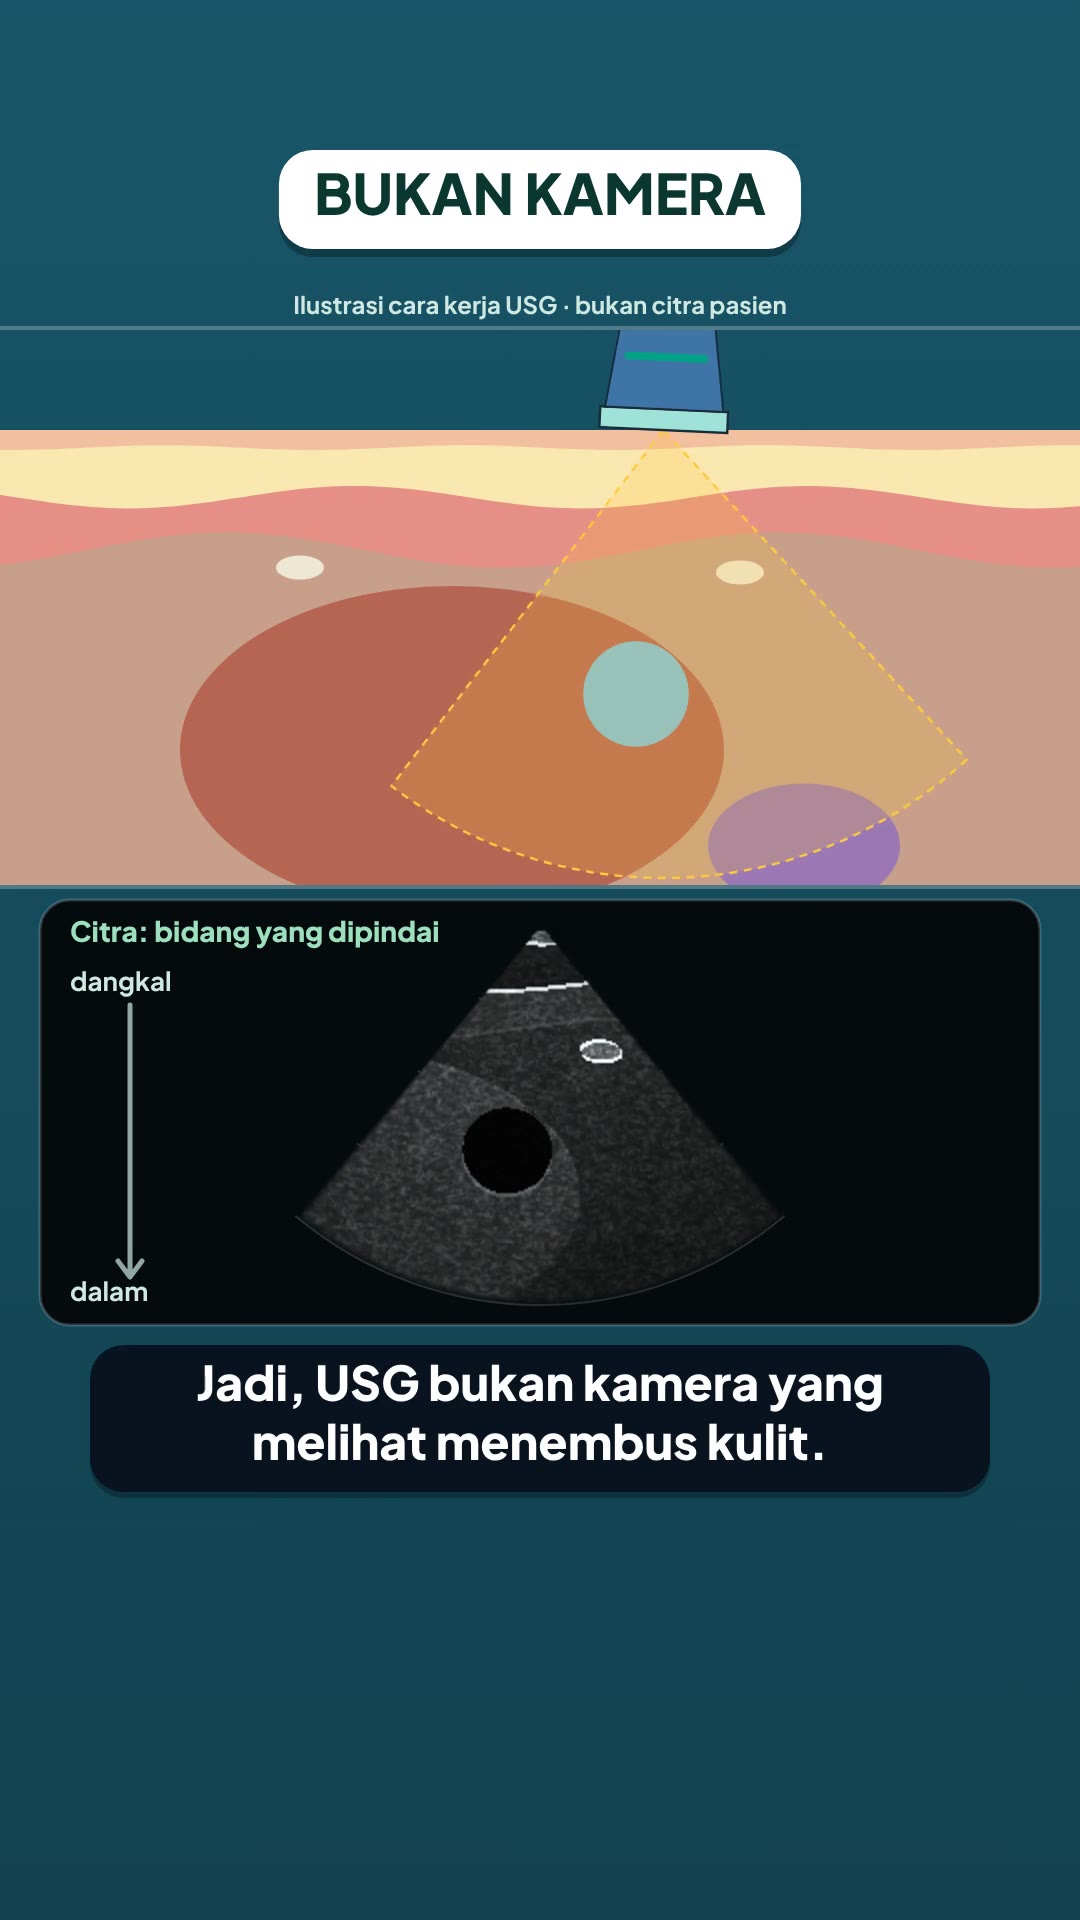 BUKAN KAMERA
Ilustrasi cara kerja USG · bukan citra pasien
Citra: bidang yang dipindai
dangkal
dalam
Jadi, USG bukan kamera yang
melihat menembus kulit.